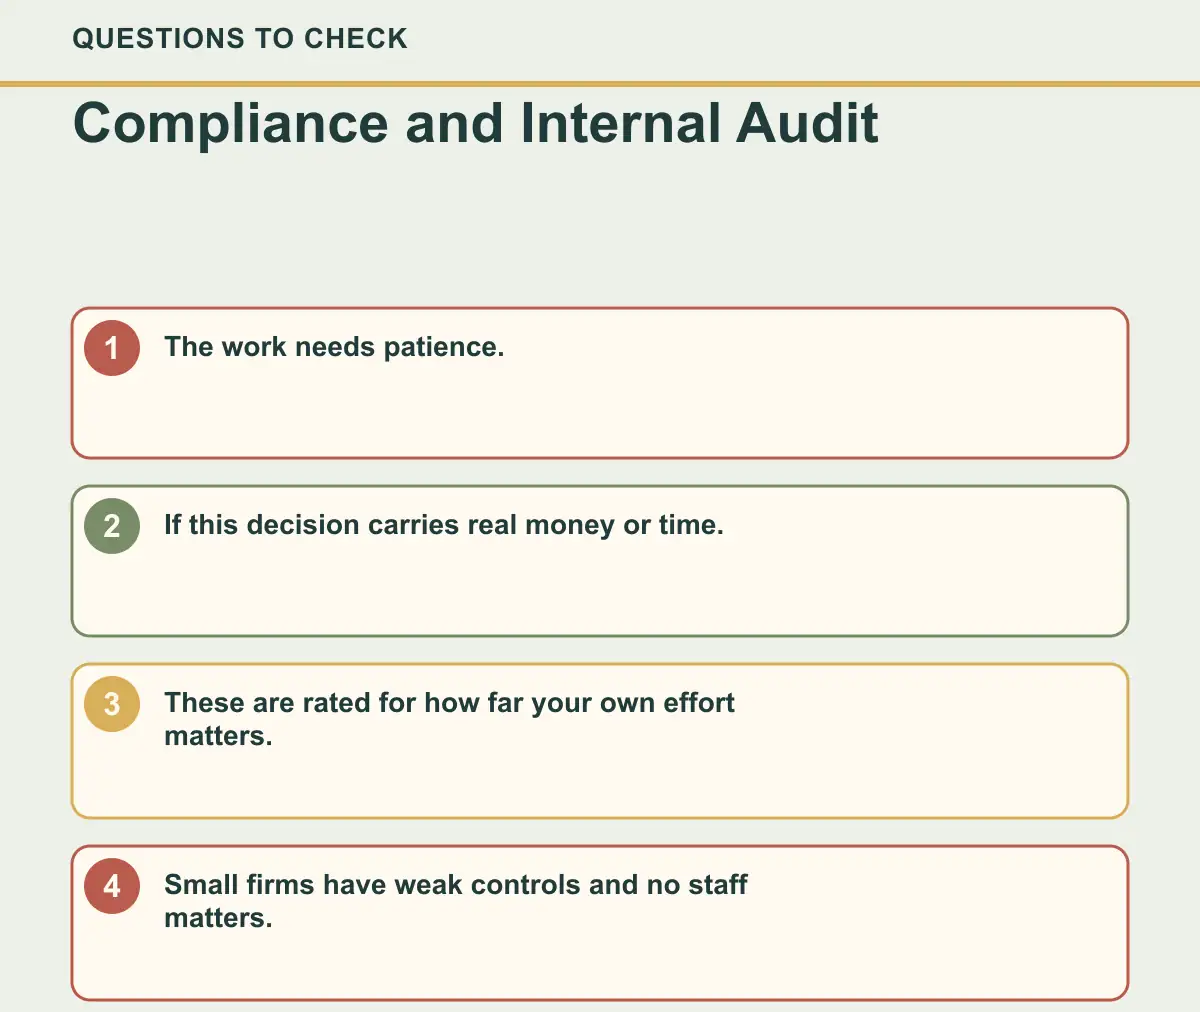 QUESTIONS TO CHECK
Compliance and Internal Audit
1
The work needs patience.
2
If this decision carries real money or time.
3
These are rated for how far your own effort
matters.
4
Small firms have weak controls and no staff
matters.